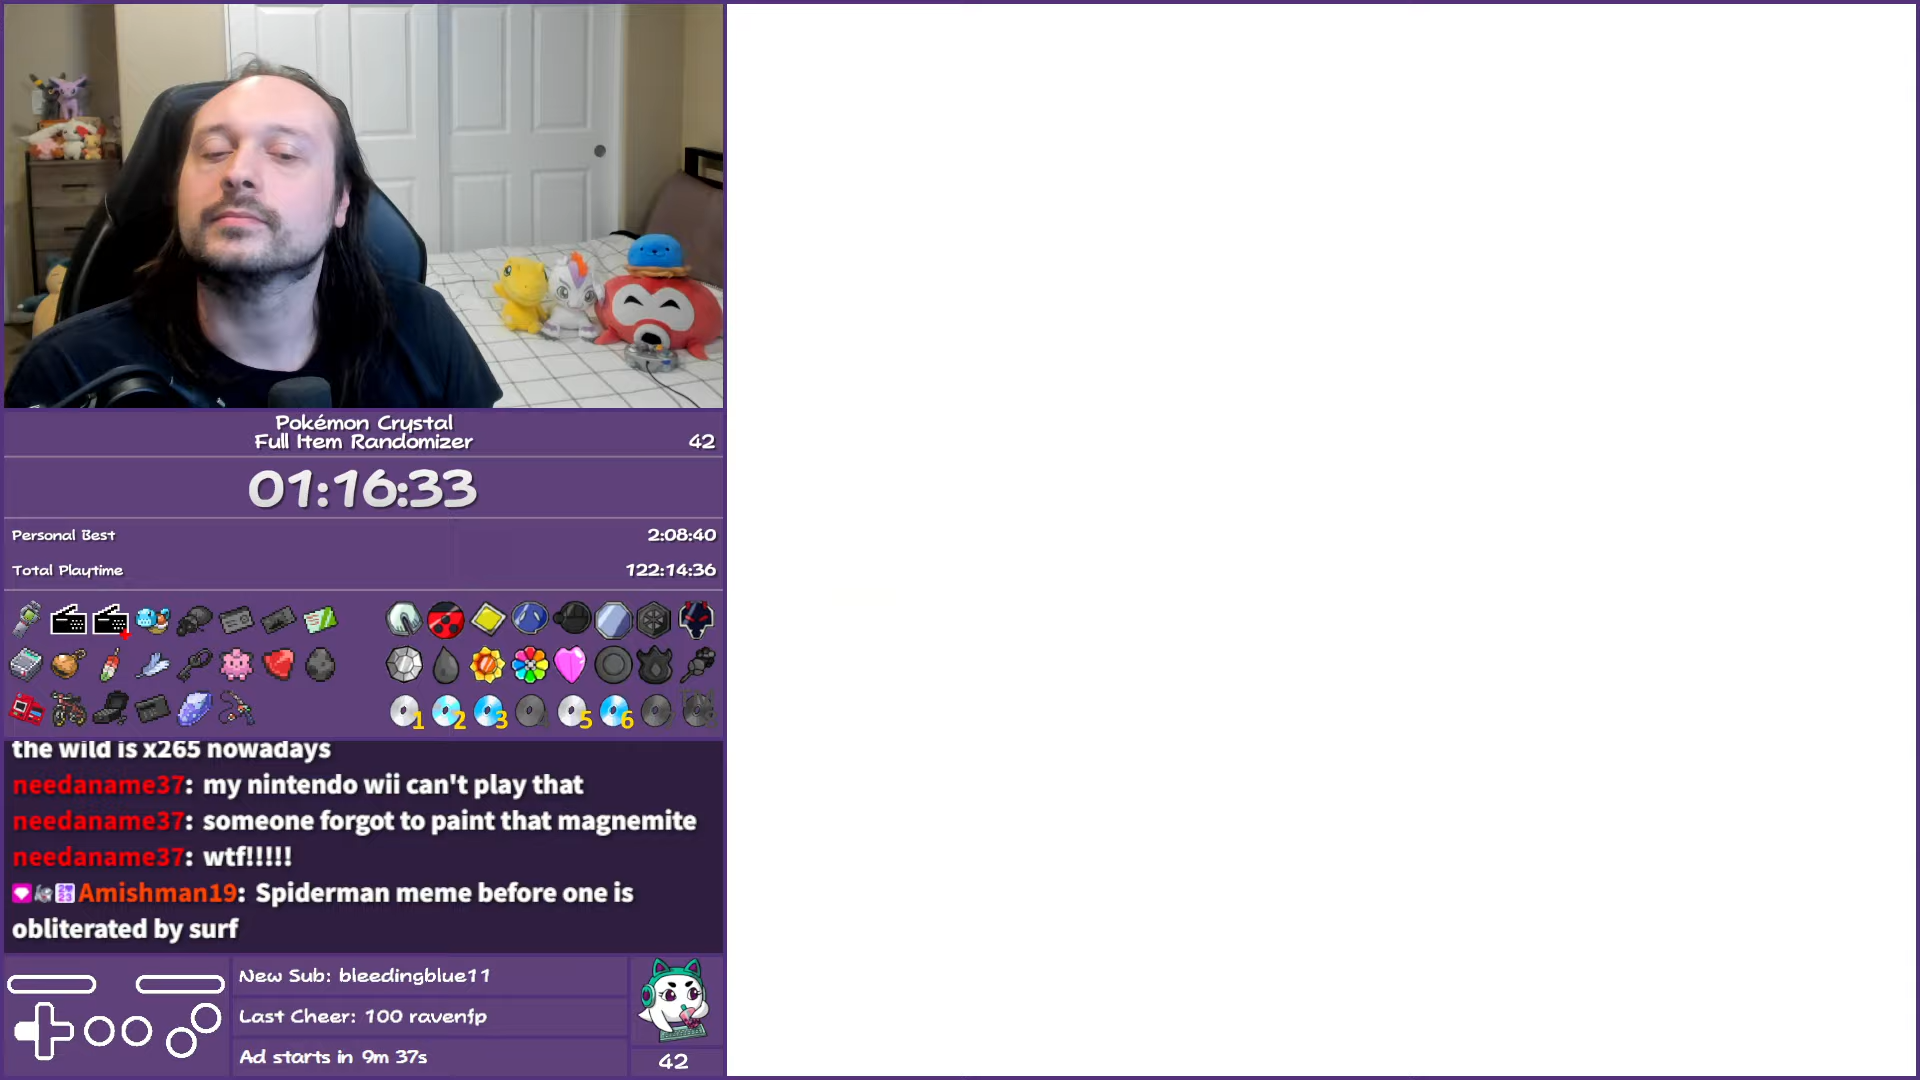 Pokémon Crystal
Full Item Randomizer
42
01:16:33
Personal Best
2:08:40
Total Playtime
122:14:36
1
2
3
5
6
the wild is x265 nowadays
needaname37: my nintendo wii can't play that
needaname37: someone forgot to paint that magnemite
needaname37: wtf!!!!!
Amishman19: Spiderman meme before one is
obliterated by surf
New Sub: bleedingblue11
Last Cheer: 100 ravenfp
Ad starts in 9m 37s
42